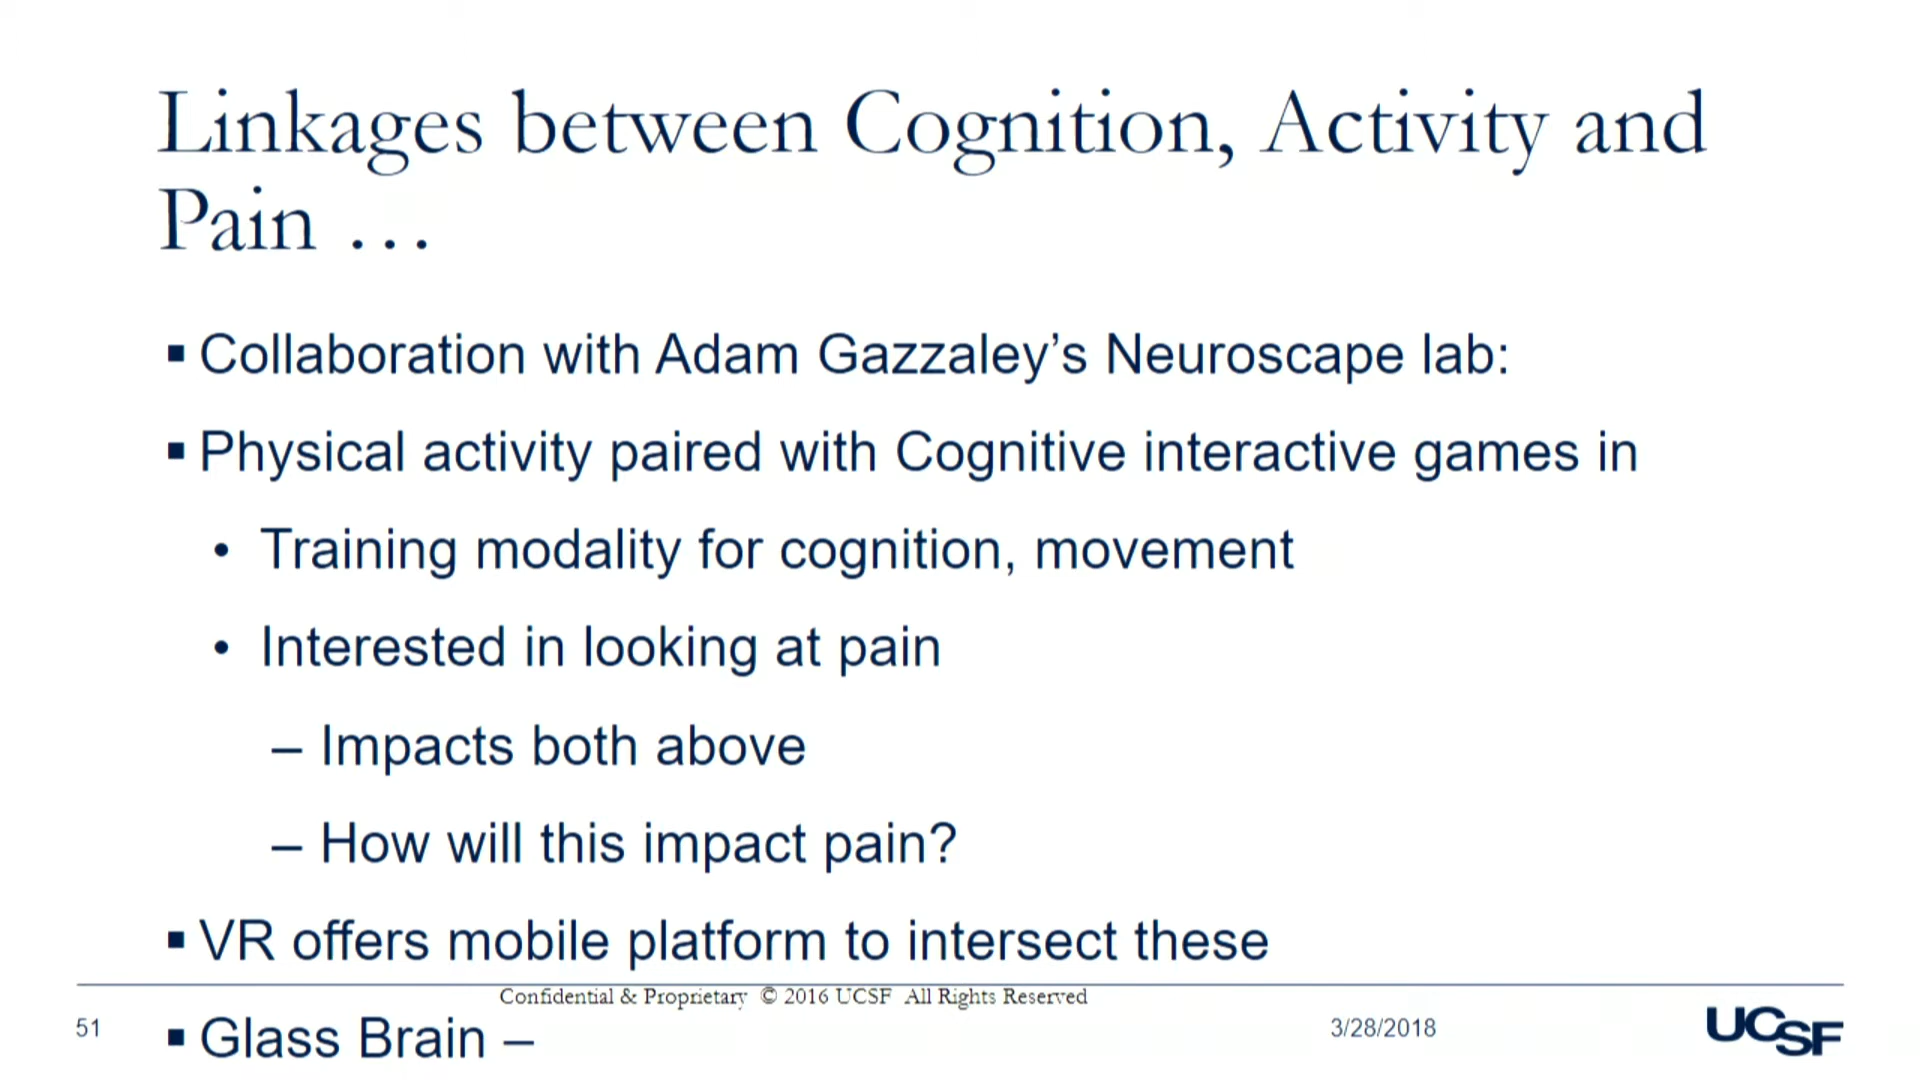 Linkages between Cognition, Activity and
Pain …
▪ Collaboration with Adam Gazzaley’s Neuroscape lab:
▪ Physical activity paired with Cognitive interactive games in
• Training modality for cognition, movement
• Interested in looking at pain
– Impacts both above
– How will this impact pain?
▪ VR offers mobile platform to intersect these
Confidential & Proprietary © 2016 UCSF All Rights Reserved
51
▪ Glass Brain –
3/28/2018
UCSF